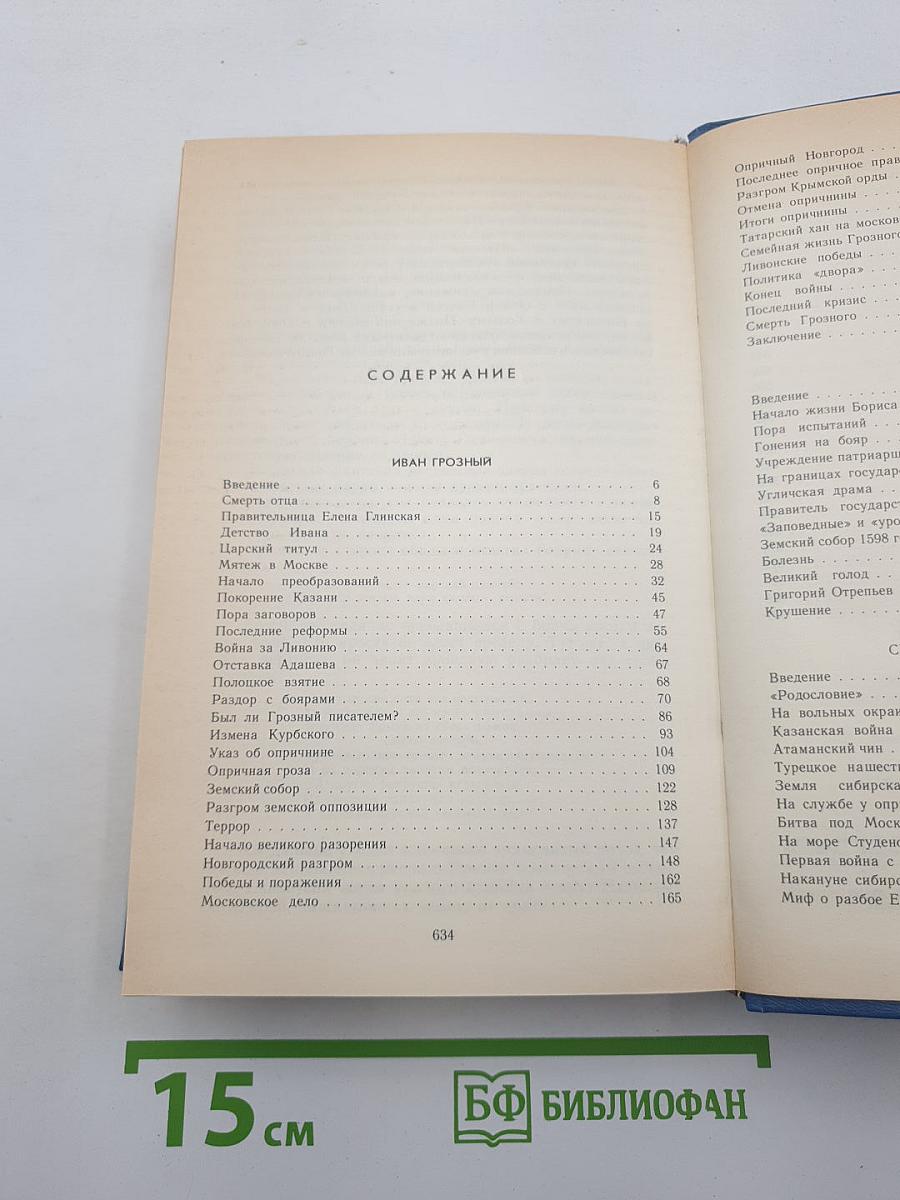 СОДЕРЖАНИЕ
ИВАН ГРОЗНЫЙ
Введение . . . . . . . . . . 6
Смерть отца . . . . . . . . . . 8
Правительница Елена Глинская . . . . . . . . . . 15
Детство Ивана . . . . . . . . . . 19
Царский титул . . . . . . . . . . 24
Мятеж в Москве . . . . . . . . . . 28
Начало преобразований . . . . . . . . . . 32
Покорение Казани . . . . . . . . . . 45
Пора заговоров . . . . . . . . . . 47
Последние реформы . . . . . . . . . . 55
Война за Ливонию . . . . . . . . . . 64
Отставка Адашева . . . . . . . . . . 67
Полоцкое взятие . . . . . . . . . . 68
Раздор с боярами . . . . . . . . . . 70
Был ли Грозный писателем? . . . . . . . . . . 86
Измена Курбского . . . . . . . . . . 93
Указ об опричнине . . . . . . . . . . 104
Опричная гроза . . . . . . . . . . 109
Земский собор . . . . . . . . . . 122
Разгром земской оппозиции . . . . . . . . . . 128
Террор . . . . . . . . . . 137
Начало великого разорения . . . . . . . . . . 147
Новгородский разгром . . . . . . . . . . 148
Победы и поражения . . . . . . . . . . 162
Московское дело . . . . . . . . . . 165
634
Опричный Новгород . . .
Последнее опричное прав
Разгром Крымской орды .
Отмена опричнины . . . .
Итоги опричнины . . . .
Татарский хан на москов
Семейная жизнь Грозного
Ливонские победы . . . .
Политика «двора» . . . .
Конец войны . . . . .
Последний кризис . . .
Смерть Грозного . . . .
Заключение . . . . . .
Введение . . . . . . .
Начало жизни Бориса
Пора испытаний . . . .
Гонения на бояр . . .
Учреждение патриарш
На границах государс
Угличская драма . . .
Правитель государст
«Заповедные» и «уро
Земский собор 1598 г
Болезнь . . . . . .
Великий голод . . .
Григорий Отрепьев
Крушение . . . . .
С
Введение . . . . . .
«Родословие» . . . .
На вольных окраи
Казанская война
Атаманский чин .
Турецкое нашеств
Земля сибирска
На службе у опр
Битва под Моск
На море Студено
Первая война с
Накануне сибирс
Миф о разбое Е
15 см
БФ БИБЛИОФАН